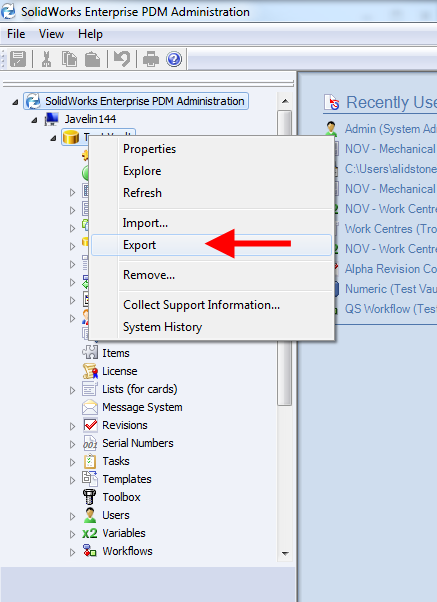 SolidWorks Enterprise PDM Administration
File View Help
SolidWorks Enterprise PDM Administration
Javelin144
Properties
Explore
Refresh
Import...
Export
Remove...
Collect Support Information...
System History
Items
License
Lists (for cards)
Message System
Revisions
Serial Numbers
Tasks
Templates
Toolbox
Users
Variables
Workflows
Recently Use
Admin (System Ad
NOV - Mechanical
C:\Users\alidstone
NOV - Mechanical
NOV - Work Centres
Work Centres (Tro
NOV - Work Centre
Alpha Revision Co
Numeric (Test Vau
QS Workflow (Test